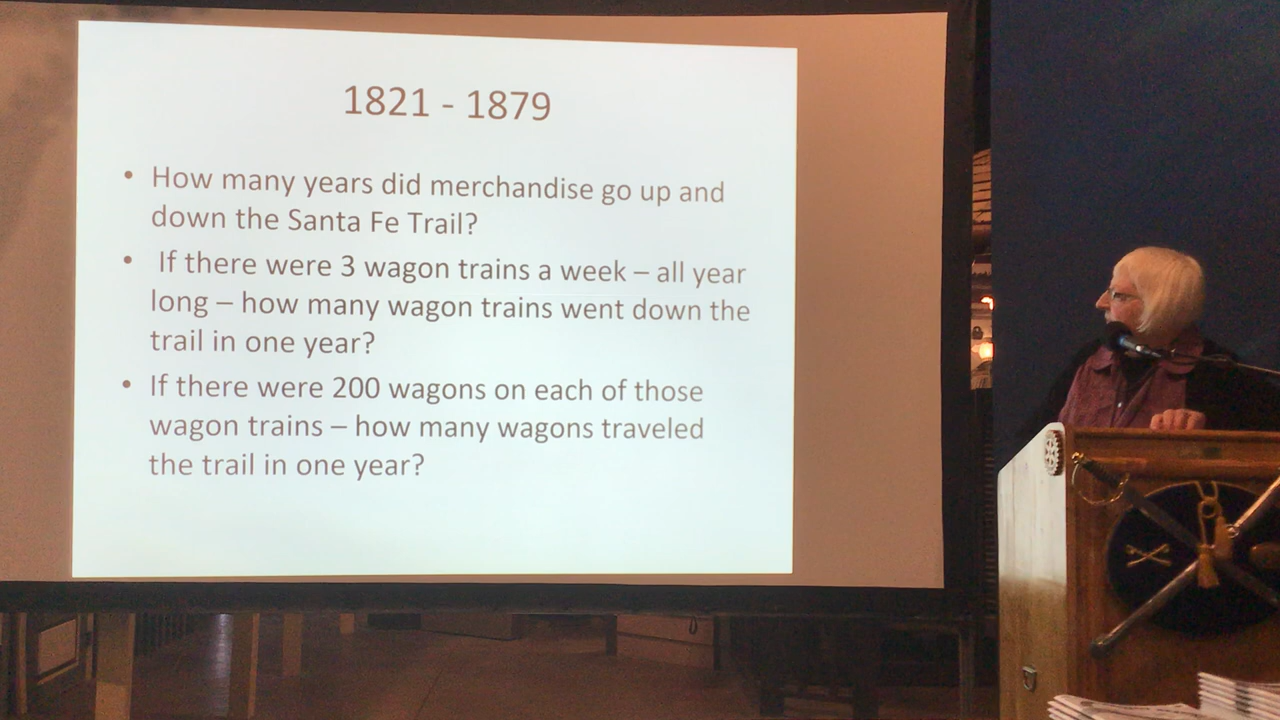 1821 - 1879
• How many years did merchandise go up and
down the Santa Fe Trail?
• If there were 3 wagon trains a week – all year
long – how many wagon trains went down the
trail in one year?
• If there were 200 wagons on each of those
wagon trains – how many wagons traveled
the trail in one year?